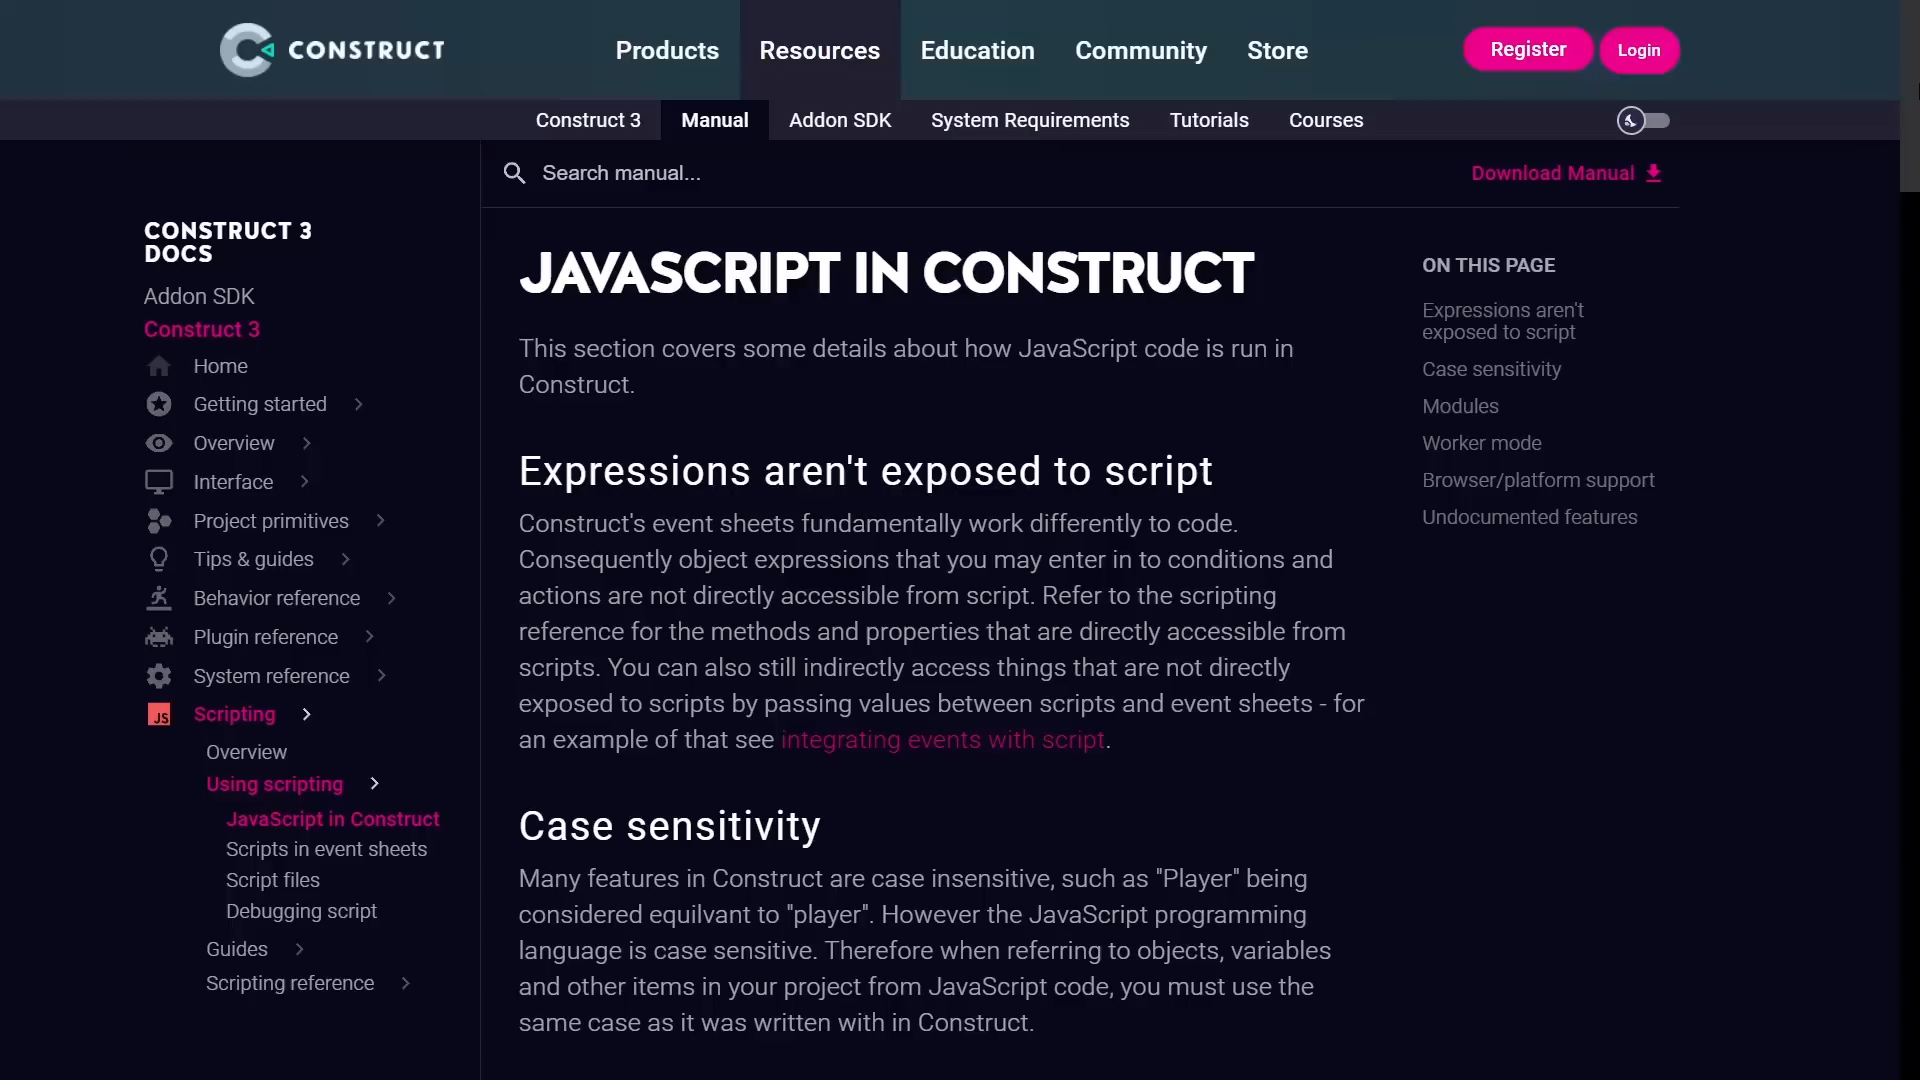 CONSTRUCT
Products
Resources
Education
Community
Store
Register
Login
Construct 3
Manual
Addon SDK
System Requirements
Tutorials
Courses
Search manual...
Download Manual
CONSTRUCT 3
DOCS
Addon SDK
Construct 3
Home
Getting started
Overview
Interface
Project primitives
Tips & guides
Behavior reference
Plugin reference
System reference
JS
Scripting
Overview
Using scripting
JavaScript in Construct
Scripts in event sheets
Script files
Debugging script
Guides
Scripting reference
JAVASCRIPT IN CONSTRUCT
This section covers some details about how JavaScript code is run in
Construct.
Expressions aren't exposed to script
Construct's event sheets fundamentally work differently to code.
Consequently object expressions that you may enter in to conditions and
actions are not directly accessible from script. Refer to the scripting
reference for the methods and properties that are directly accessible from
scripts. You can also still indirectly access things that are not directly
exposed to scripts by passing values between scripts and event sheets - for
an example of that see integrating events with script.
Case sensitivity
Many features in Construct are case insensitive, such as "Player" being
considered equilvant to "player". However the JavaScript programming
language is case sensitive. Therefore when referring to objects, variables
and other items in your project from JavaScript code, you must use the
same case as it was written with in Construct.
ON THIS PAGE
Expressions aren't
exposed to script
Case sensitivity
Modules
Worker mode
Browser/platform support
Undocumented features